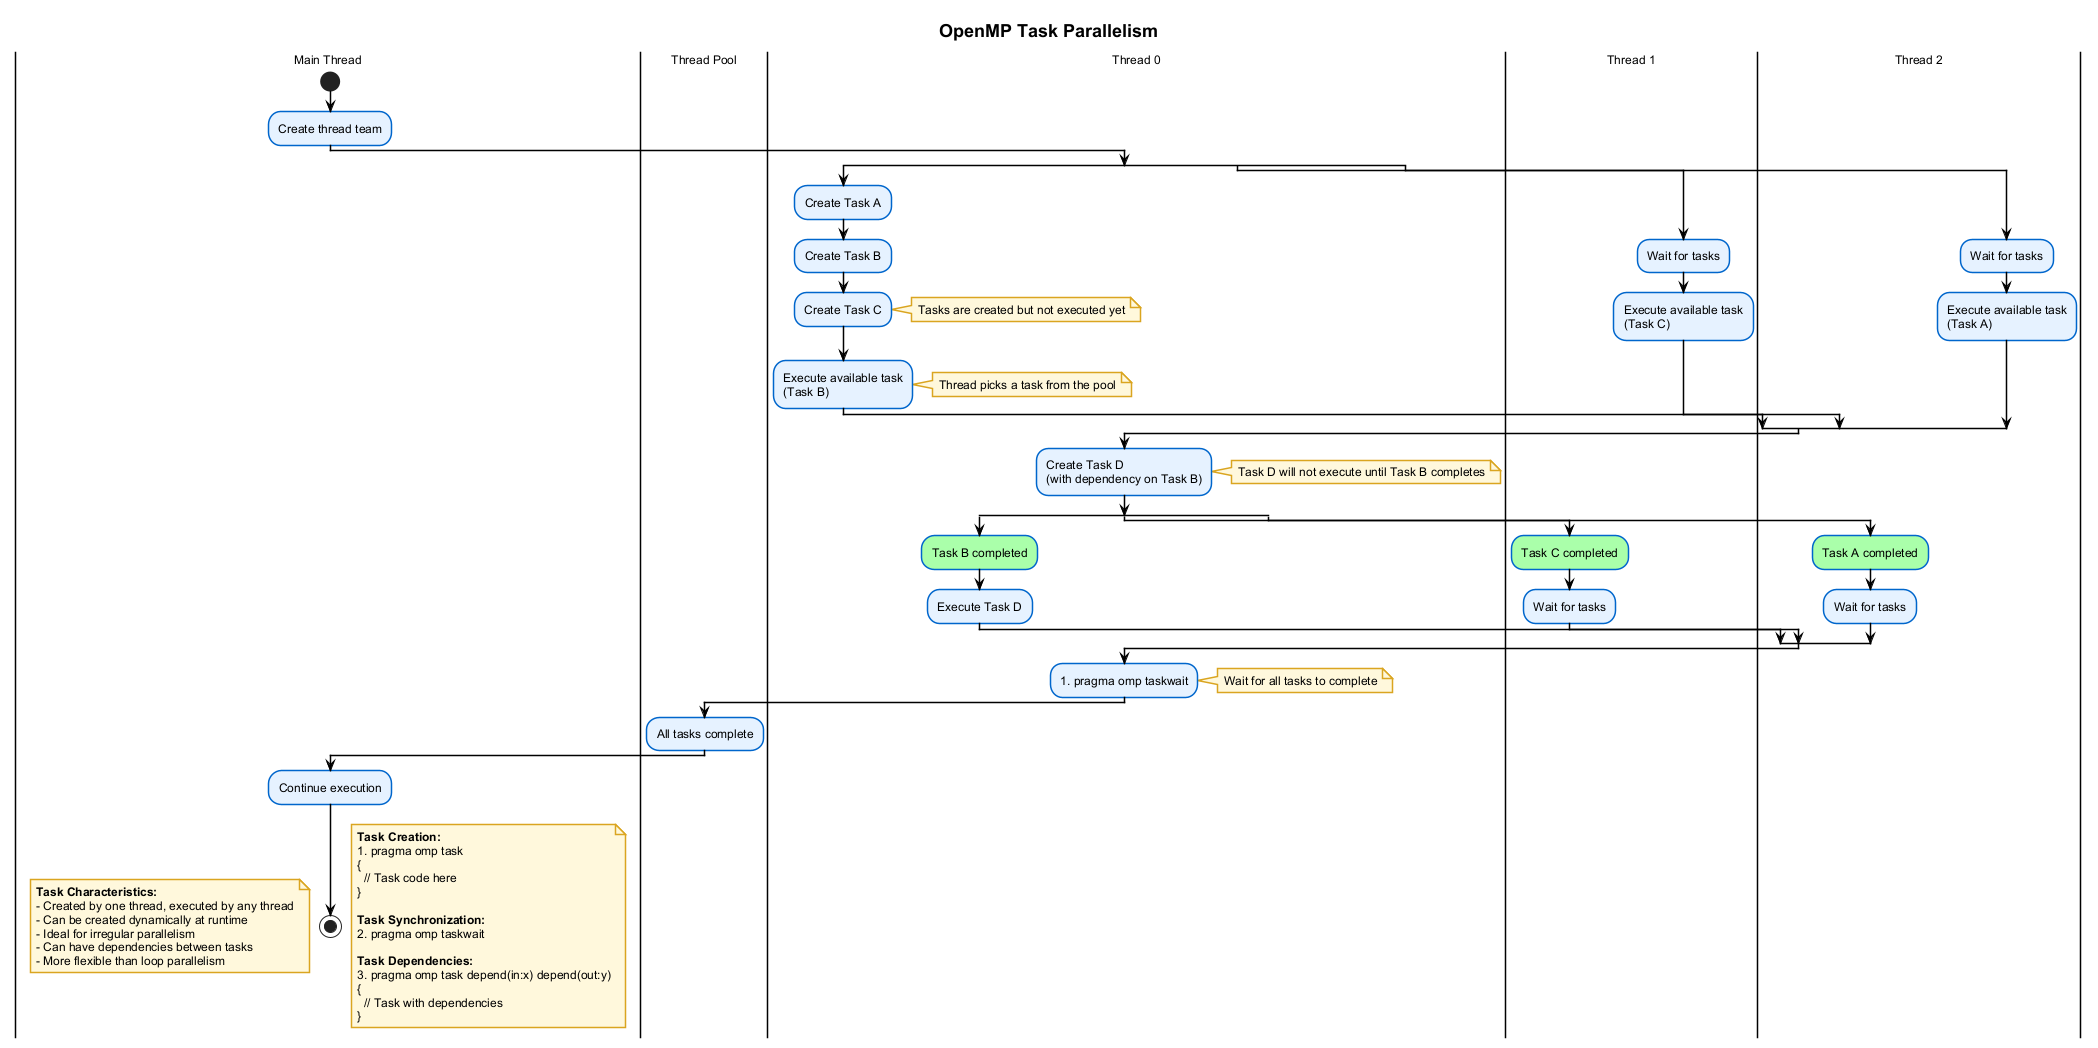 OpenMP Task Parallelism
Main Thread
Thread Pool
Thread 0
Thread 1
Thread 2
Create thread team
Create Task A
Create Task B
Wait for tasks
Wait for tasks
Create Task C
Tasks are created but not executed yet
Execute available task
(Task C)
Execute available task
(Task A)
Execute available task
(Task B)
Thread picks a task from the pool
Create Task D
(with dependency on Task B)
Task D will not execute until Task B completes
Task B completed
Task C completed
Task A completed
Execute Task D
Wait for tasks
Wait for tasks
1. pragma omp taskwait
Wait for all tasks to complete
All tasks complete
Continue execution
Task Characteristics:
- Created by one thread, executed by any thread
- Can be created dynamically at runtime
- Ideal for irregular parallelism
- Can have dependencies between tasks
- More flexible than loop parallelism
Task Creation:
1. pragma omp task
{
// Task code here
}
Task Synchronization:
2. pragma omp taskwait
Task Dependencies:
3. pragma omp task depend(in:x) depend(out:y)
{
// Task with dependencies
}